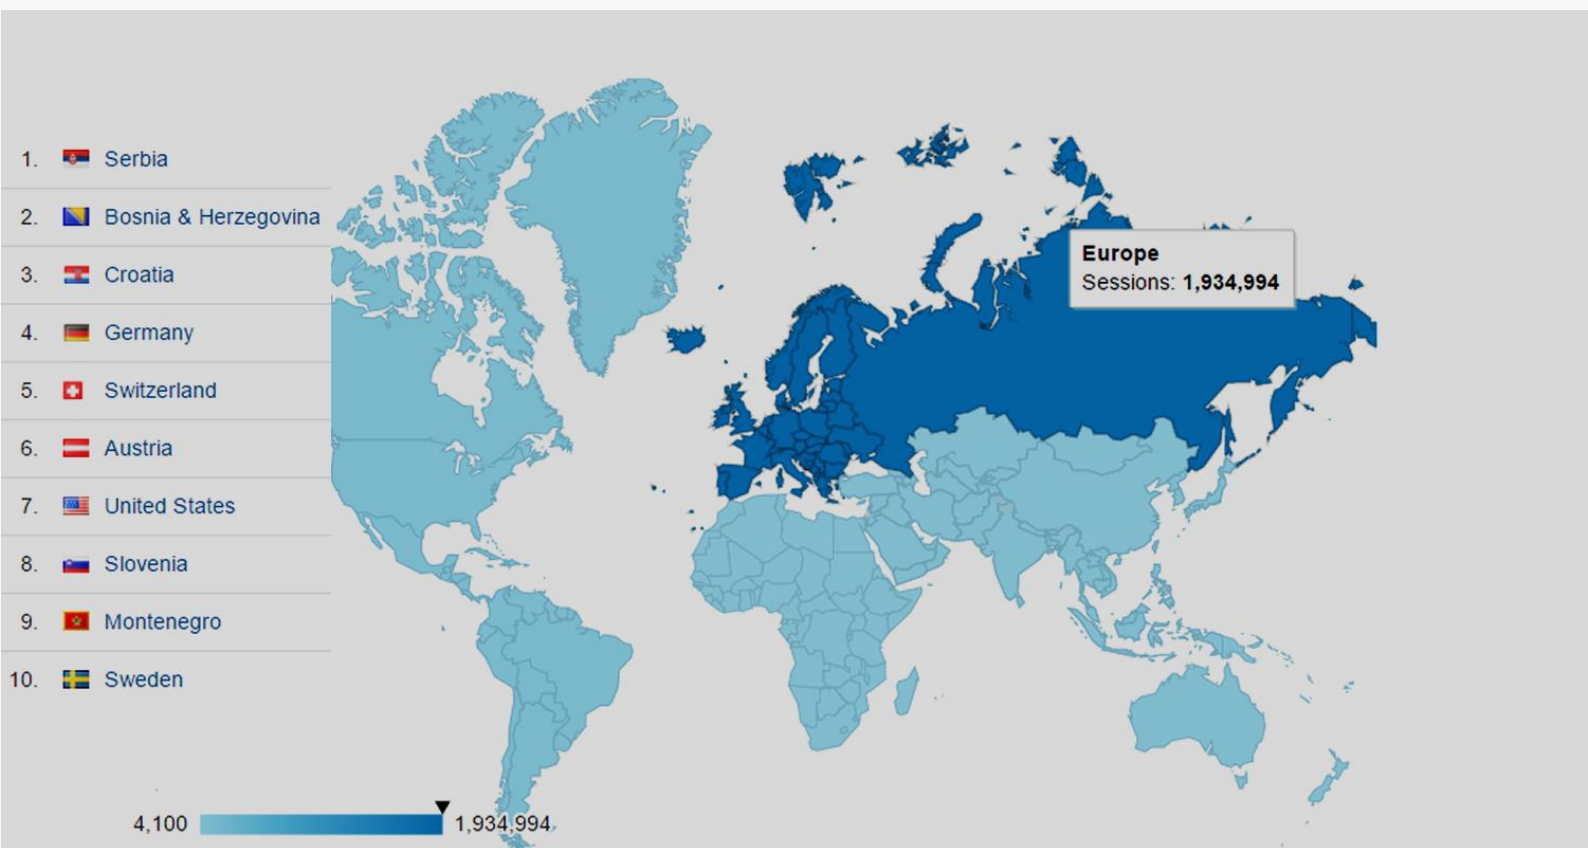 1. Serbia
2. Bosnia & Herzegovina
3. Croatia
4. Germany
5. Switzerland
6. Austria
7. United States
8. Slovenia
9. Montenegro
10. Sweden
Europe
Sessions: 1,934,994
4,100 1,934,994